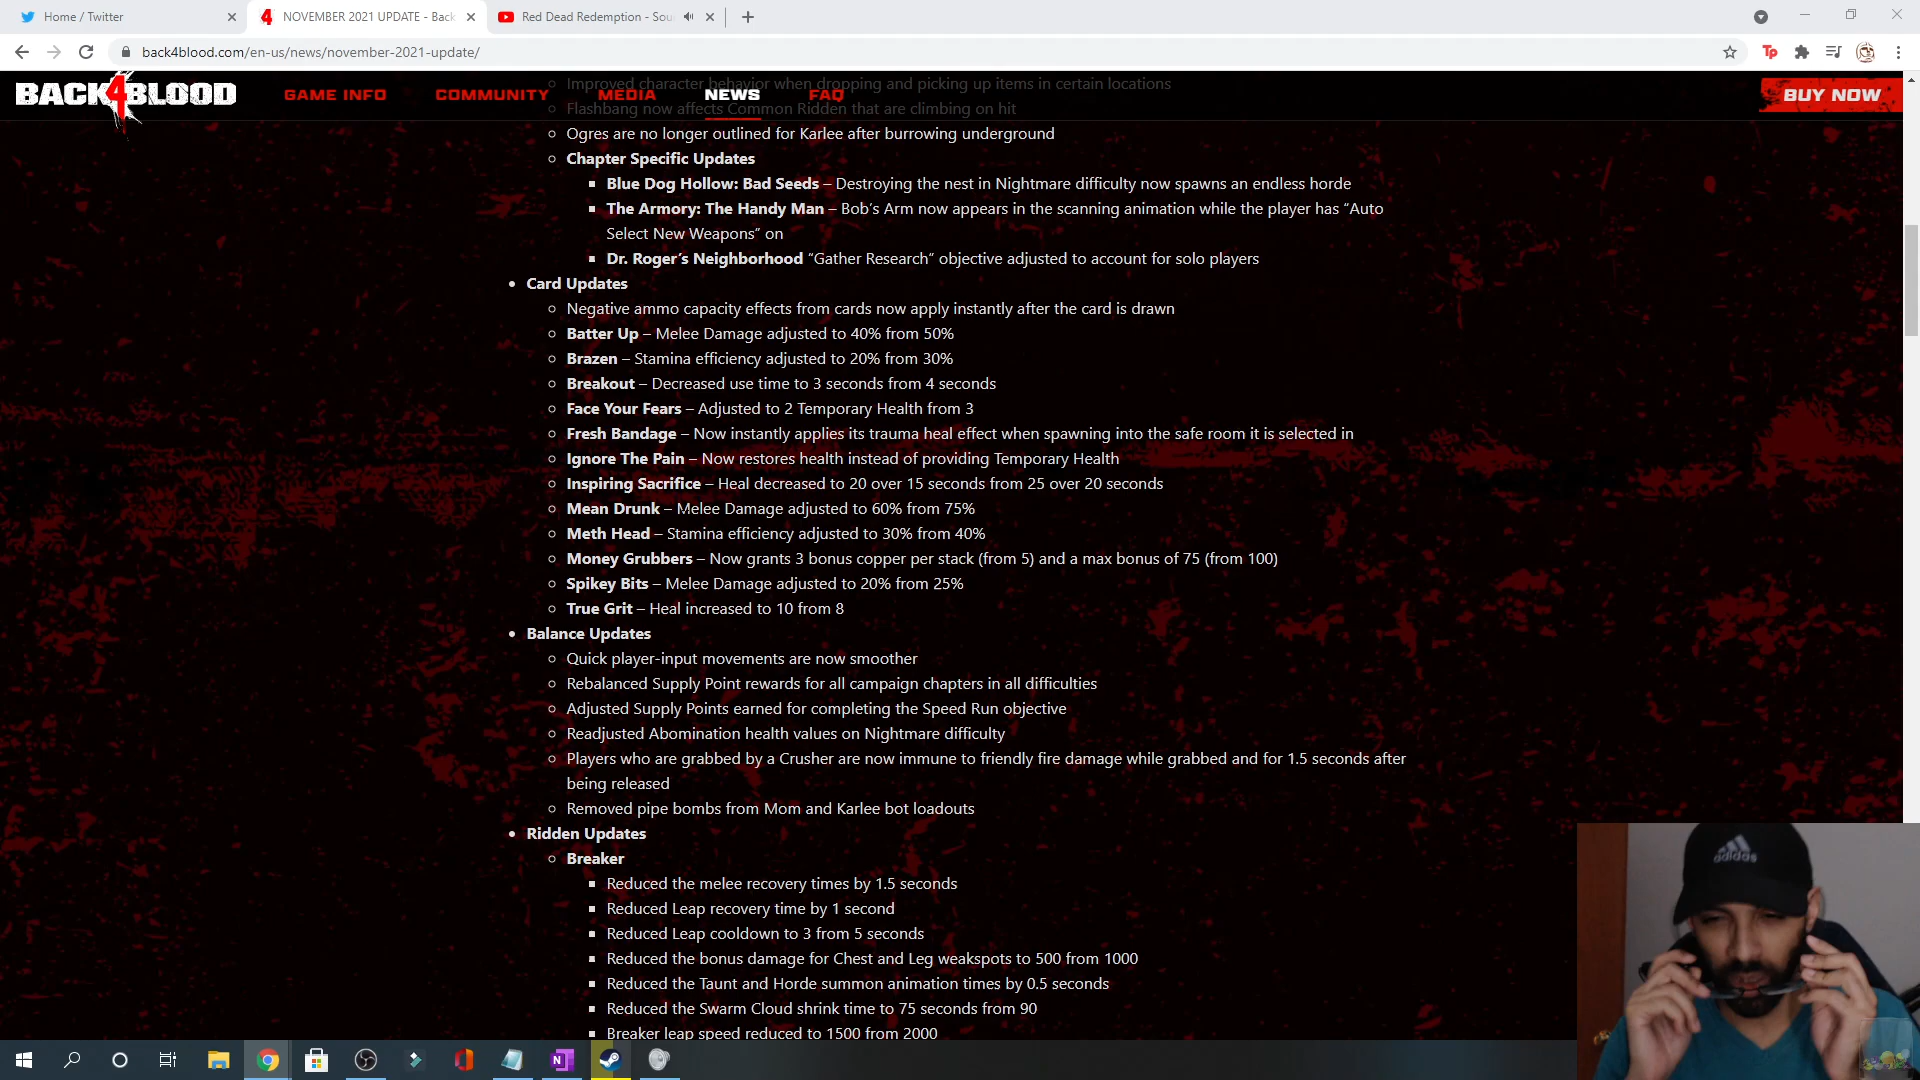 Home / Twitter
NOVEMBER 2021 UPDATE - Back
Red Dead Redemption - Sou
back4blood.com/en-us/news/november-2021-update/
BACK4BLOOD
GAME INFO
COMMUNITY
MEDIA
NEWS
FAQ
BUY NOW
Improved character behavior when dropping and picking up items in certain locations
Flashbang now affects Common Ridden that are climbing on hit
Ogres are no longer outlined for Karlee after burrowing underground
Chapter Specific Updates
Blue Dog Hollow: Bad Seeds – Destroying the nest in Nightmare difficulty now spawns an endless horde
The Armory: The Handy Man – Bob’s Arm now appears in the scanning animation while the player has “Auto
Select New Weapons” on
Dr. Roger’s Neighborhood “Gather Research” objective adjusted to account for solo players
Card Updates
Negative ammo capacity effects from cards now apply instantly after the card is drawn
Batter Up – Melee Damage adjusted to 40% from 50%
Brazen – Stamina efficiency adjusted to 20% from 30%
Breakout – Decreased use time to 3 seconds from 4 seconds
Face Your Fears – Adjusted to 2 Temporary Health from 3
Fresh Bandage – Now instantly applies its trauma heal effect when spawning into the safe room it is selected in
Ignore The Pain – Now restores health instead of providing Temporary Health
Inspiring Sacrifice – Heal decreased to 20 over 15 seconds from 25 over 20 seconds
Mean Drunk – Melee Damage adjusted to 60% from 75%
Meth Head – Stamina efficiency adjusted to 30% from 40%
Money Grubbers – Now grants 3 bonus copper per stack (from 5) and a max bonus of 75 (from 100)
Spikey Bits – Melee Damage adjusted to 20% from 25%
True Grit – Heal increased to 10 from 8
Balance Updates
Quick player-input movements are now smoother
Rebalanced Supply Point rewards for all campaign chapters in all difficulties
Adjusted Supply Points earned for completing the Speed Run objective
Readjusted Abomination health values on Nightmare difficulty
Players who are grabbed by a Crusher are now immune to friendly fire damage while grabbed and for 1.5 seconds after
being released
Removed pipe bombs from Mom and Karlee bot loadouts
Ridden Updates
Breaker
Reduced the melee recovery times by 1.5 seconds
Reduced Leap recovery time by 1 second
Reduced Leap cooldown to 3 from 5 seconds
Reduced the bonus damage for Chest and Leg weakspots to 500 from 1000
Reduced the Taunt and Horde summon animation times by 0.5 seconds
Reduced the Swarm Cloud shrink time to 75 seconds from 90
Breaker leap speed reduced to 1500 from 2000
adidas